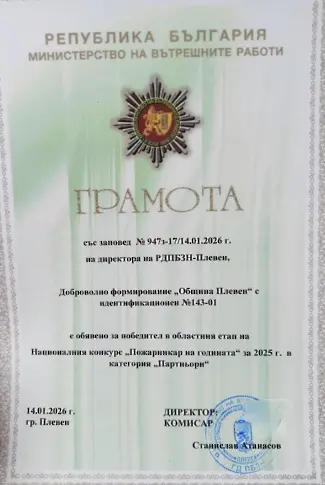 РЕПУБЛИКА БЪЛГАРИЯ
МИНИСТЕРСТВО НА ВЪТРЕШНИТЕ РАБОТИ
ГРАМОТА
със заповед № 947з-17/14.01.2026 г.
на директора на РДПБЗН-Плевен,
Доброволно формирование „Община Плевен“ с
идентификационен №143-01
е обявено за победител в областния етап на
Националния конкурс „Пожарникар на годината“ за 2025 г. в
категория „Партньори“
14.01.2026 г.
ДИРЕКТОР:
гр. Плевен
КОМИСАР
Станислав Атанасов